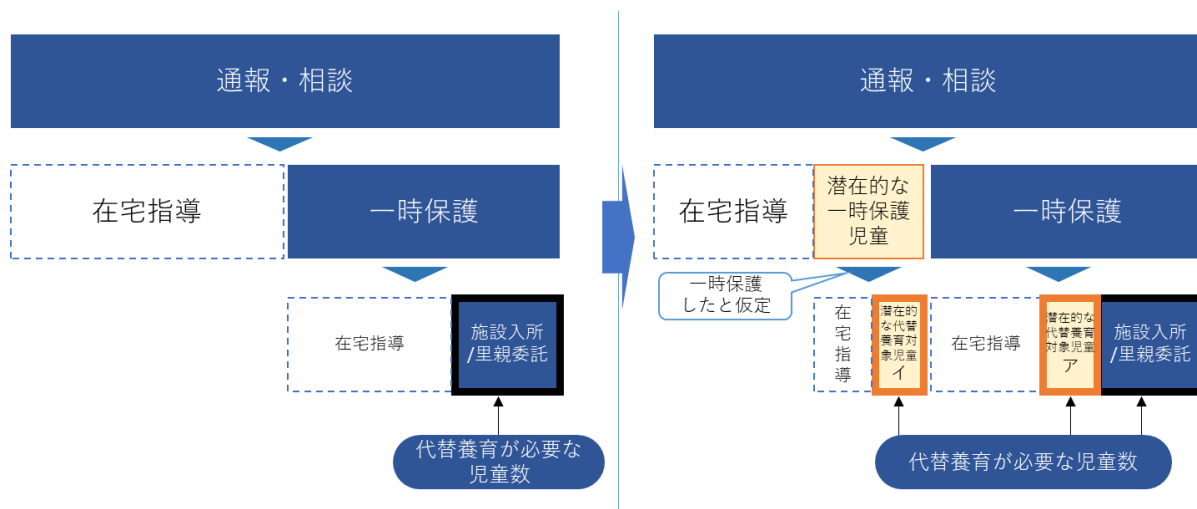 通報・相談
在宅指導
一時保護
在宅指導
施設入所
/里親委託
代替養育が必要な
児童数
通報・相談
在宅指導
潜在的な
一時保護
児童
一時保護
一時保護
したと仮定
在宅指導
潜在的
な代替
養育対
象児童
イ
在宅指導
潜在的な
代替養育
対象児童
ア
施設入所
/里親委託
代替養育が必要な児童数